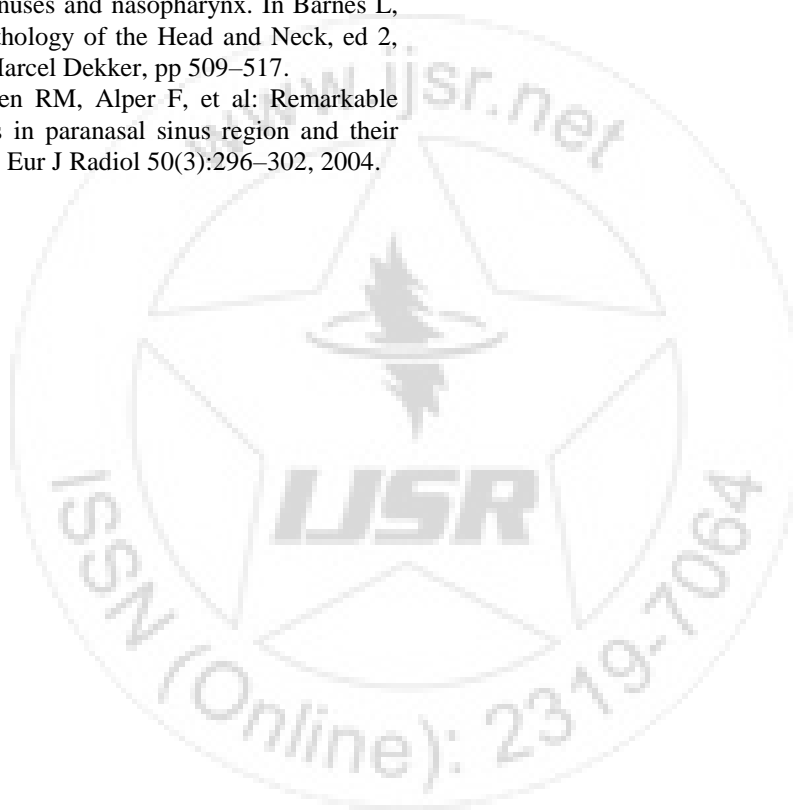 nuses and nasopharynx. In Barnes L,
thology of the Head and Neck, ed 2,
Marcel Dekker, pp 509–517.
en RM, Alper F, et al: Remarkable
s in paranasal sinus region and their
Eur J Radiol 50(3):296–302, 2004.
www.ijsr.net
IJSR
ISSN (Online): 2319-7064